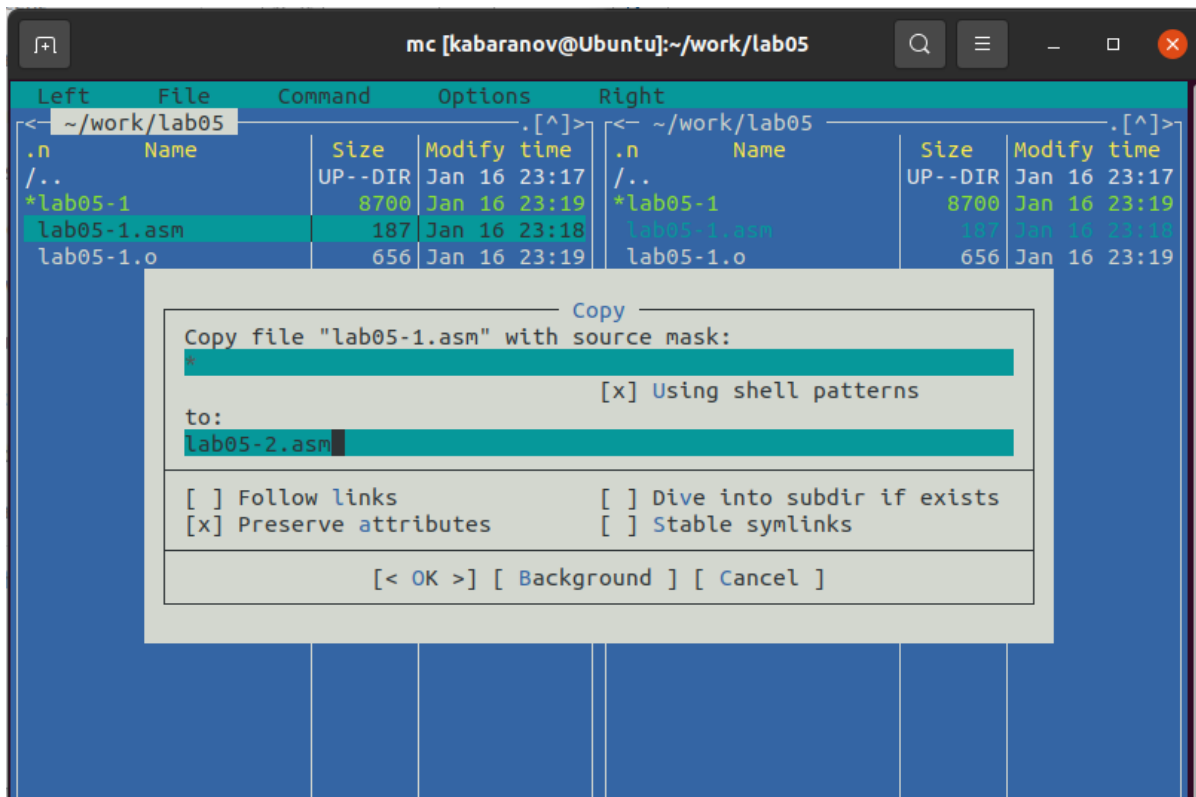 mc [kabaranov@Ubuntu]:~/work/lab05
Left File Command Options Right
<- ~/work/lab05 .[^]> <- ~/work/lab05 .[^]>
.n Name Size Modify time .n Name Size Modify time
/.. UP--DIR Jan 16 23:17 /.. UP--DIR Jan 16 23:17
*lab05-1 8700 Jan 16 23:19 *lab05-1 8700 Jan 16 23:19
lab05-1.asm 187 Jan 16 23:18 lab05-1.asm 187 Jan 16 23:18
lab05-1.o 656 Jan 16 23:19 lab05-1.o 656 Jan 16 23:19
Copy
Copy file "lab05-1.asm" with source mask:
*
[x] Using shell patterns
to:
lab05-2.asm
[ ] Follow links [ ] Dive into subdir if exists
[x] Preserve attributes [ ] Stable symlinks
[< OK >] [ Background ] [ Cancel ]